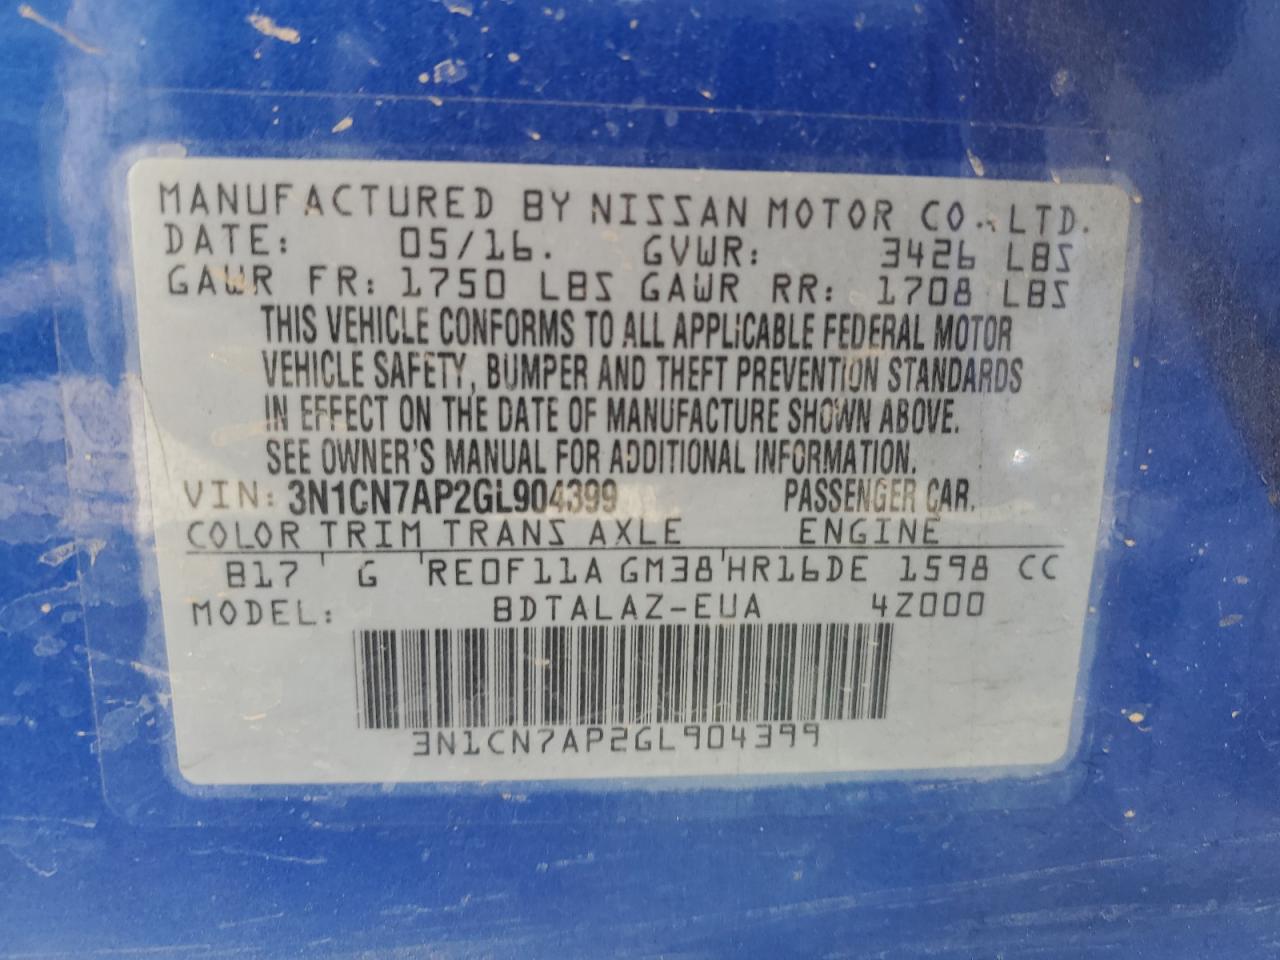 MANUFACTURED BY NISSAN MOTOR CO., LTD.
DATE: 05/16. GVWR: 3426 LBS
GAWR FR: 1750 LBS GAWR RR: 1708 LBS
THIS VEHICLE CONFORMS TO ALL APPLICABLE FEDERAL MOTOR
VEHICLE SAFETY, BUMPER AND THEFT PREVENTION STANDARDS
IN EFFECT ON THE DATE OF MANUFACTURE SHOWN ABOVE.
SEE OWNER'S MANUAL FOR ADDITIONAL INFORMATION.
VIN: 3N1CN7AP2GL904399 PASSENGER CAR.
COLOR TRIM TRANS AXLE ENGINE
B17 ' G 'RE0F11A GM38'HR16DE 1598 CC
MODEL: BDTALAZ-EUA 4Z000
3N1CN7AP2GL904399